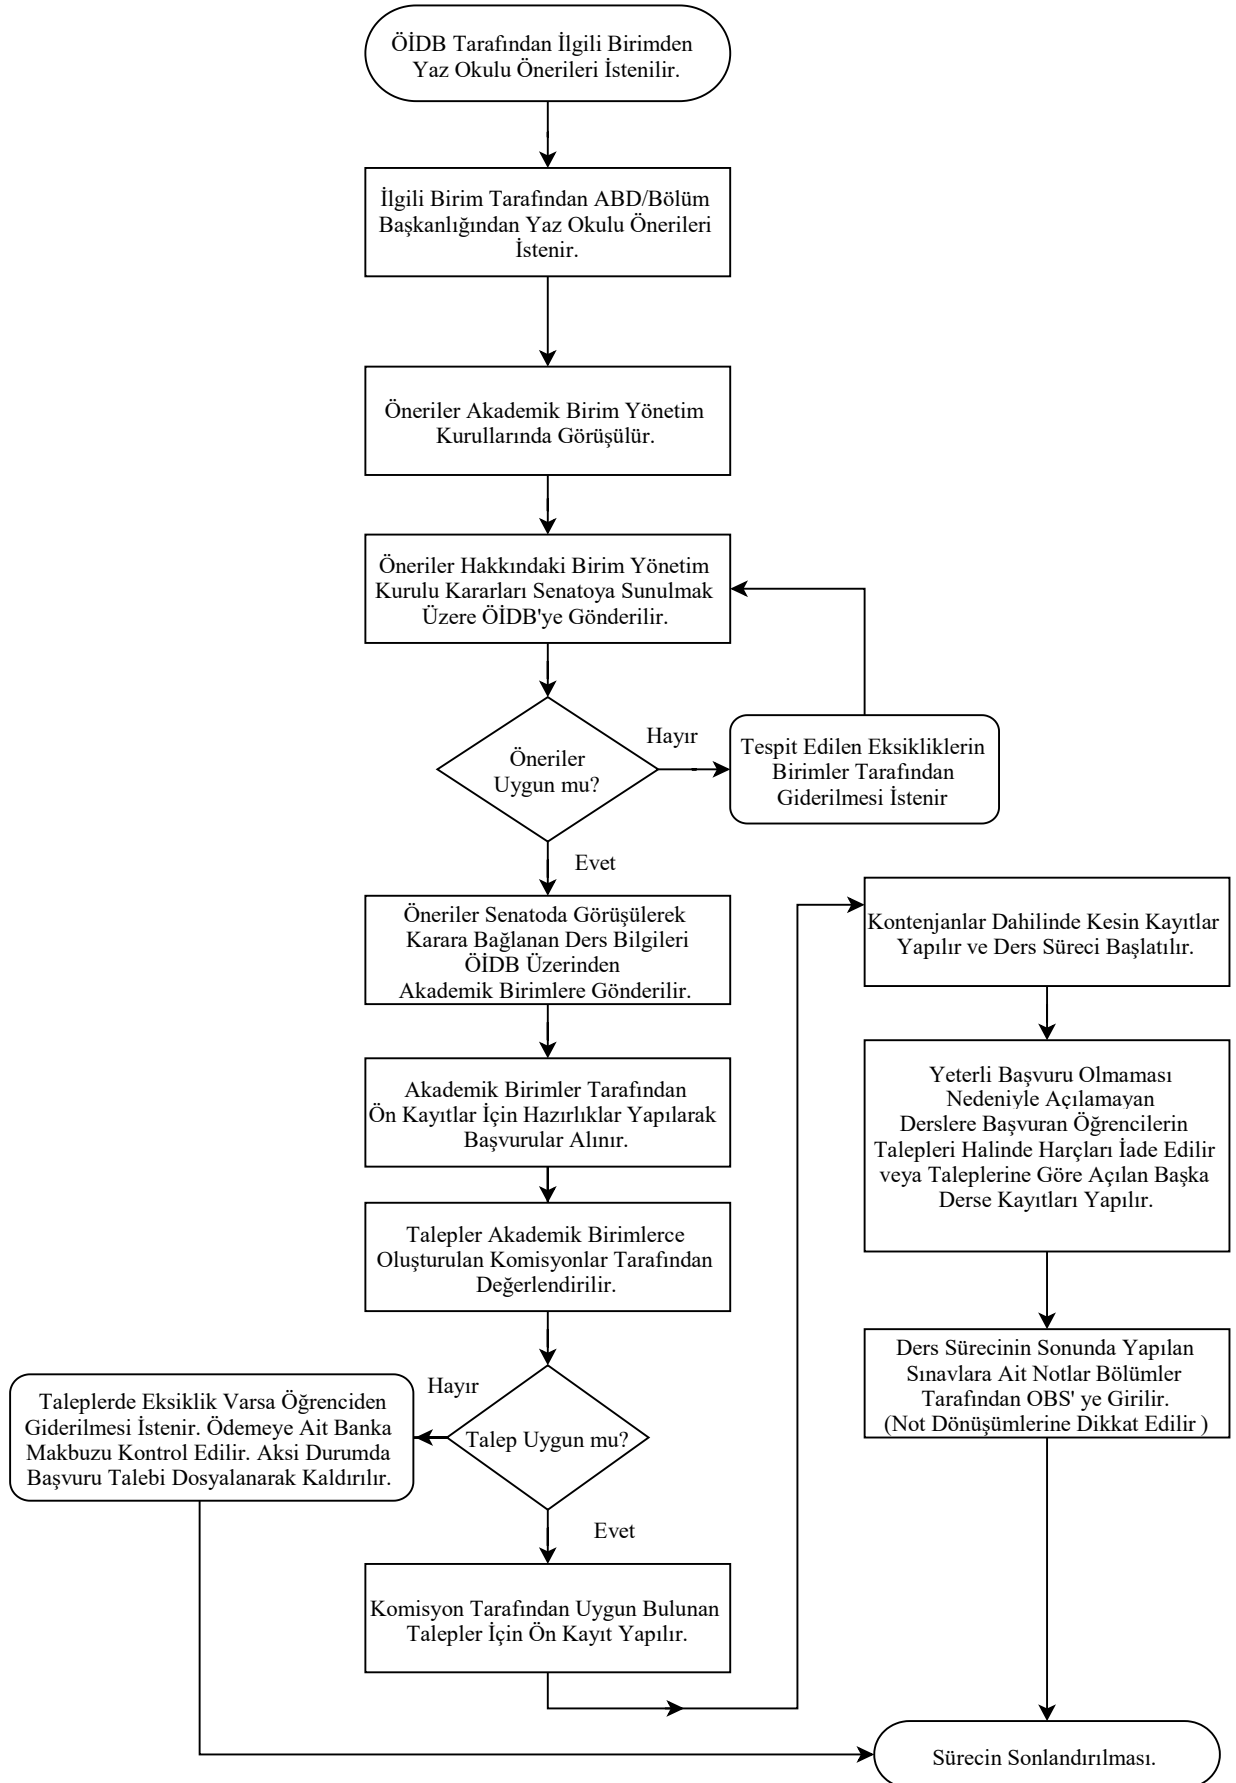 ÖİDB Tarafından İlgili Birimden
Yaz Okulu Önerileri İstenilir.
İlgili Birim Tarafından ABD/Bölüm
Başkanlığından Yaz Okulu Önerileri
İstenir.
Öneriler Akademik Birim Yönetim
Kurullarında Görüşülür.
Öneriler Hakkındaki Birim Yönetim
Kurulu Kararları Senatoya Sunulmak
Üzere ÖİDB'ye Gönderilir.
Öneriler
Uygun mu?
Hayır
Tespit Edilen Eksikliklerin
Birimler Tarafından
Giderilmesi İstenir
Evet
Öneriler Senatoda Görüşülerek
Karara Bağlanan Ders Bilgileri
ÖİDB Üzerinden
Akademik Birimlere Gönderilir.
Akademik Birimler Tarafından
Ön Kayıtlar İçin Hazırlıklar Yapılarak
Başvurular Alınır.
Talepler Akademik Birimlerce
Oluşturulan Komisyonlar Tarafından
Değerlendirilir.
Talep Uygun mu?
Hayır
Taleplerde Eksiklik Varsa Öğrenciden
Giderilmesi İstenir. Ödemeye Ait Banka
Makbuzu Kontrol Edilir. Aksi Durumda
Başvuru Talebi Dosyalanarak Kaldırılır.
Evet
Komisyon Tarafından Uygun Bulunan
Talepler İçin Ön Kayıt Yapılır.
Kontenjanlar Dahilinde Kesin Kayıtlar
Yapılır ve Ders Süreci Başlatılır.
Yeterli Başvuru Olmaması
Nedeniyle Açılamayan
Derslere Başvuran Öğrencilerin
Talepleri Halinde Harçları İade Edilir
veya Taleplerine Göre Açılan Başka
Derse Kayıtları Yapılır.
Ders Sürecinin Sonunda Yapılan
Sınavlara Ait Notlar Bölümler
Tarafından OBS' ye Girilir.
(Not Dönüşümlerine Dikkat Edilir )
Sürecin Sonlandırılması.